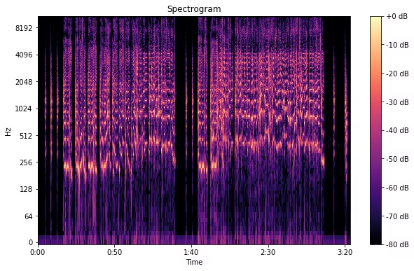 Spectrogram
8192
4096
2048
1024
512
256
128
64
0
Hz
0:00
0:50
1:40
2:30
3:20
Time
+0 dB
-10 dB
-20 dB
-30 dB
-40 dB
-50 dB
-60 dB
-70 dB
-80 dB